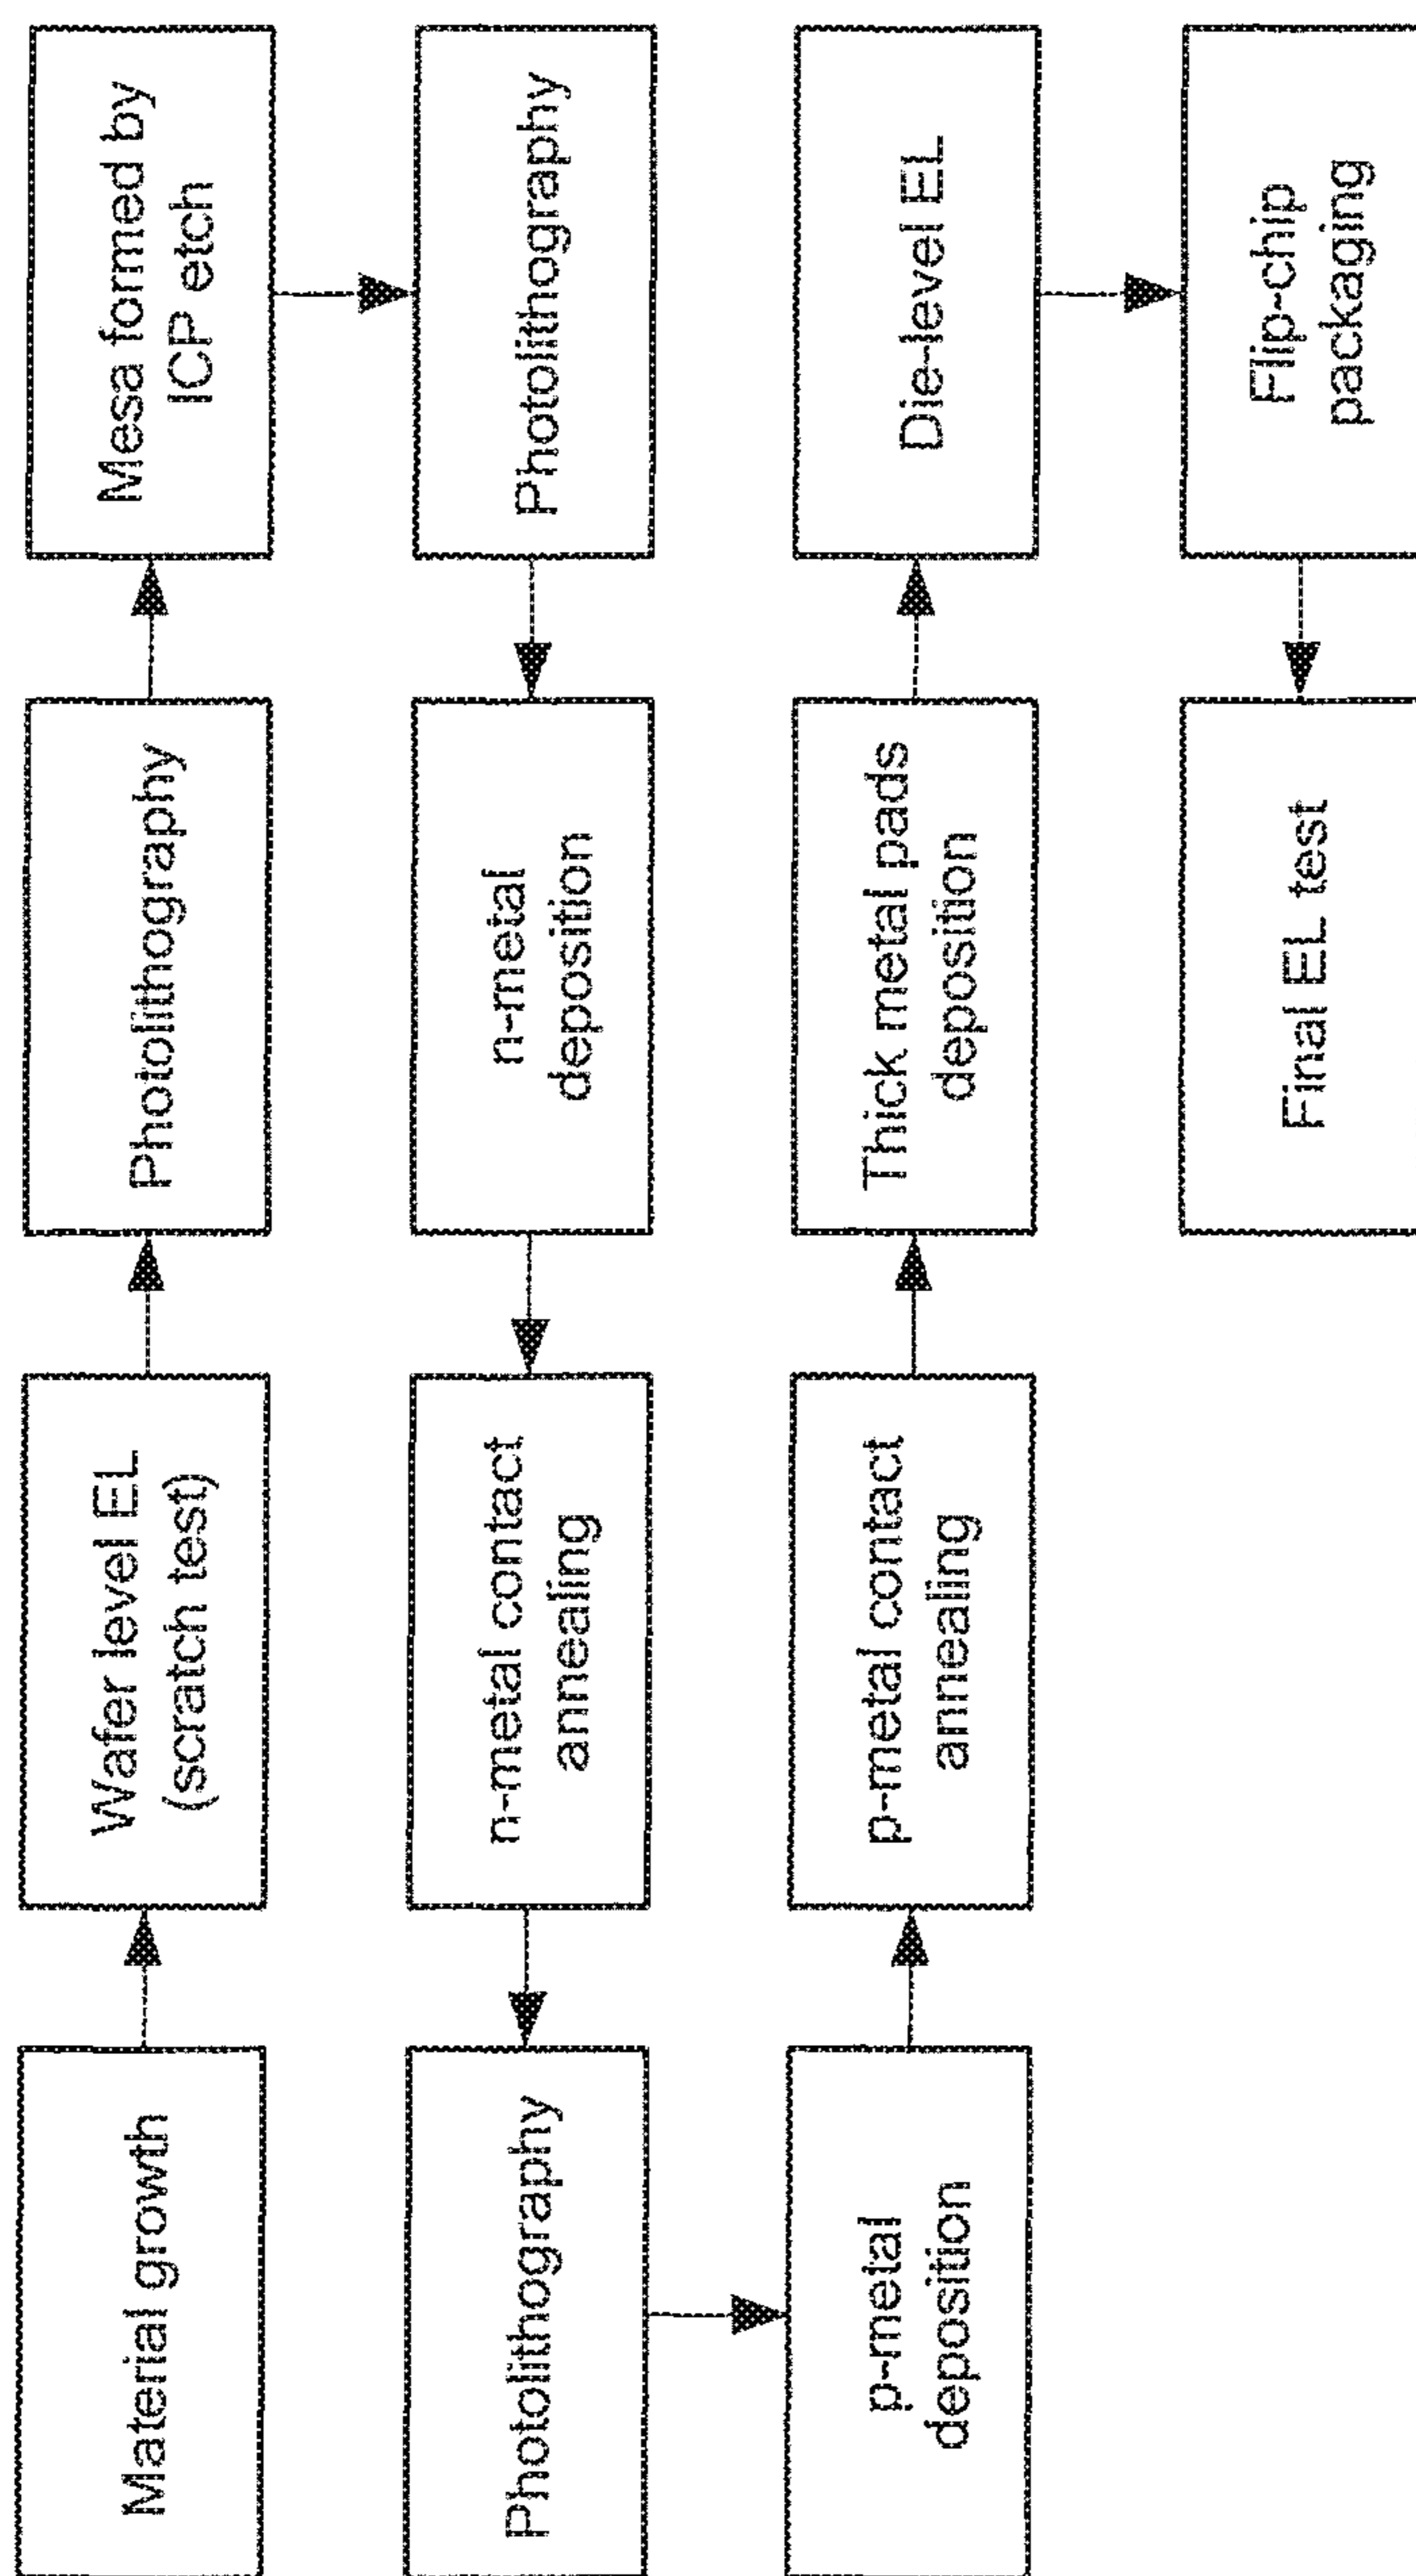 Material growth
Wafer level EL
(scratch test)
Photolithography
Mesa formed by
ICP etch
Photolithography
n-metal
deposition
n-metal contact
annealing
Photolithography
p-metal
deposition
p-metal contact
annealing
Thick metal pads
deposition
Die-level EL
Flip-chip
packaging
Final EL test